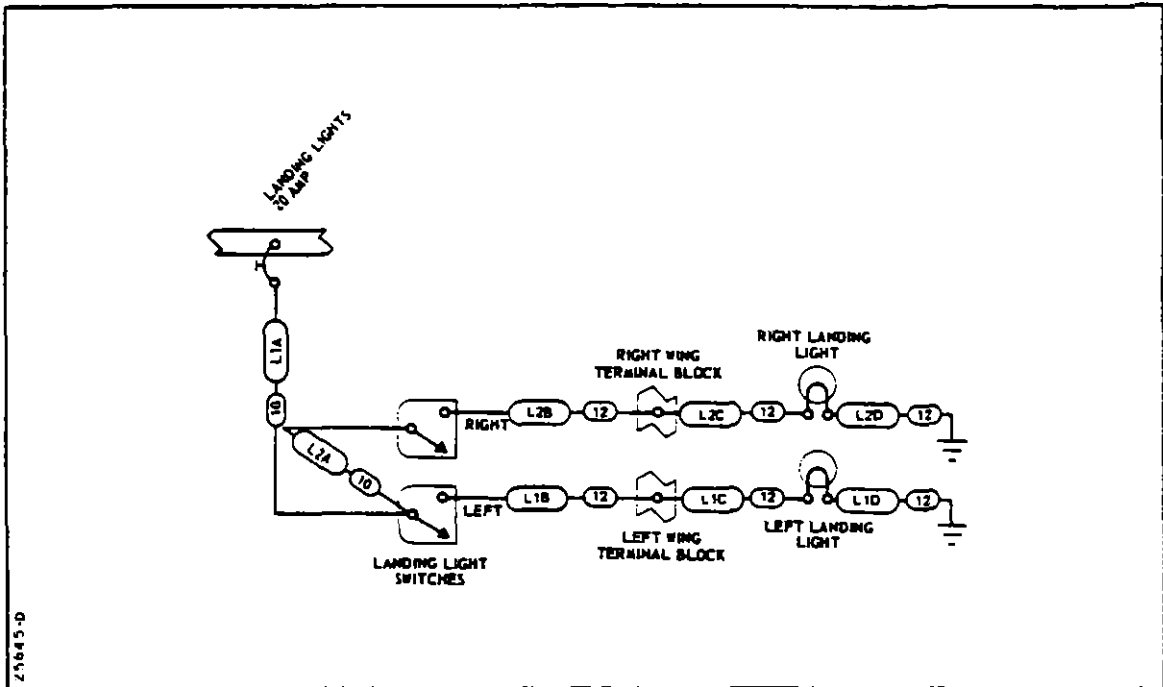 LANDING LIGHTS
20 AMP
L1A
10
RIGHT LANDING
LIGHT
RIGHT WING
TERMINAL BLOCK
RIGHT
L2B
12
L2C
12
L2D
12
L2A
10
LEFT
L1B
12
L1C
12
L1D
12
LEFT WING
TERMINAL BLOCK
LEFT LANDING
LIGHT
LANDING LIGHT
SWITCHES
25645-D